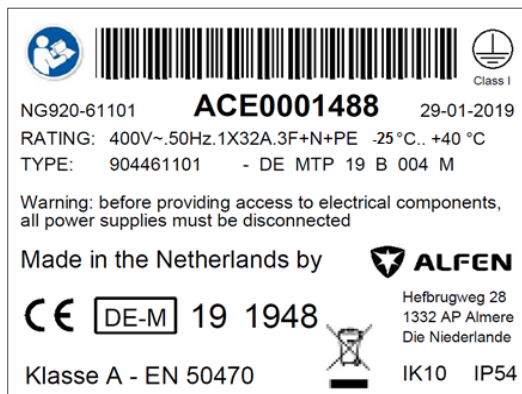 Class I
NG920-61101 ACE0001488 29-01-2019
RATING: 400V~.50Hz.1X32A.3F+N+PE -25°C.. +40 °C
TYPE: 904461101 - DE MTP 19 B 004 M
Warning: before providing access to electrical components,
all power supplies must be disconnected
Made in the Netherlands by ALFEN
Hefbrugweg 28
1332 AP Almere
Die Niederlande
CE DE-M 19 1948
Klasse A - EN 50470 IK10 IP54